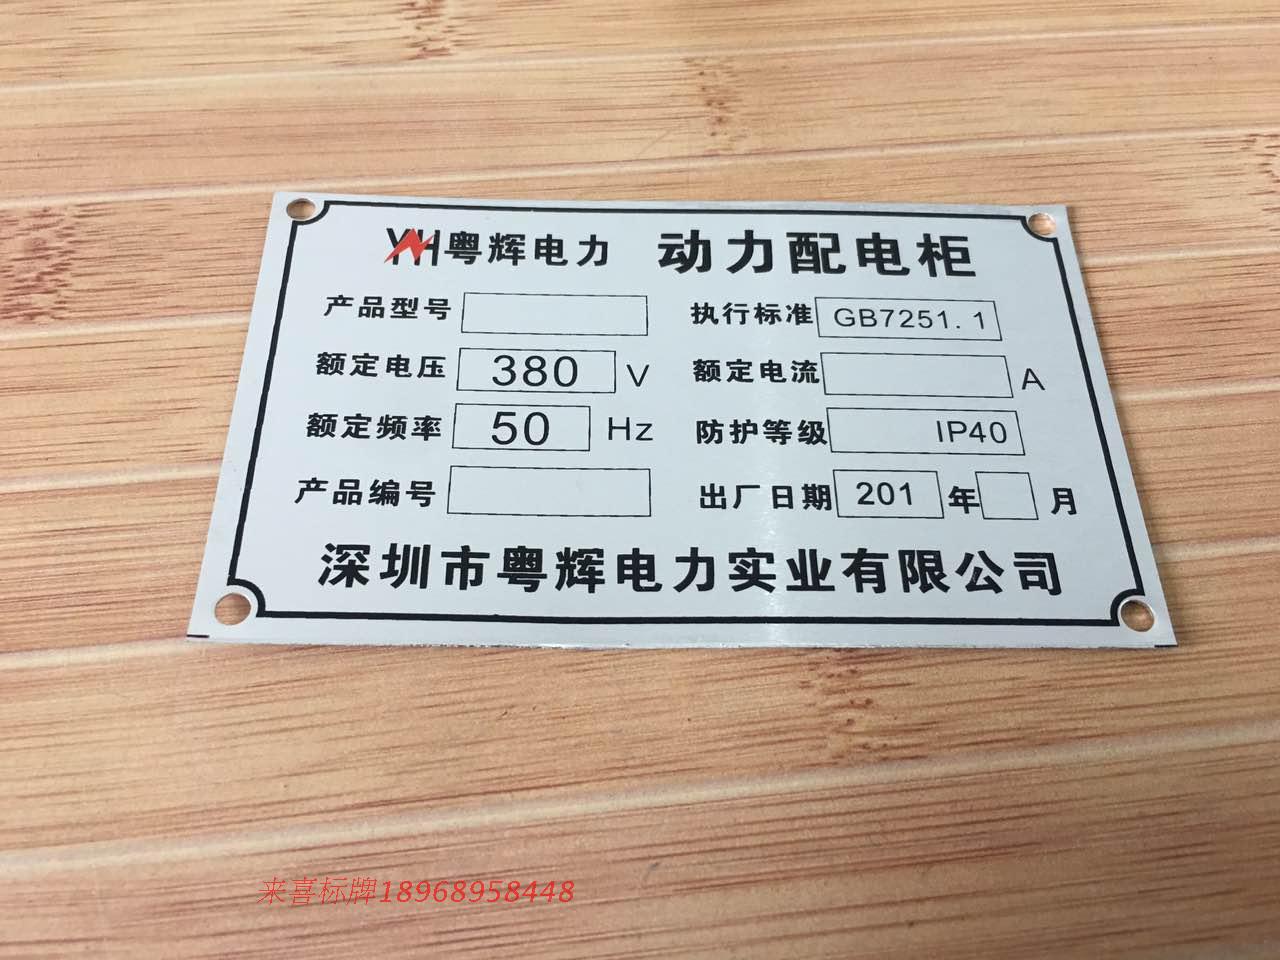 YH粤辉电力 动力配电柜
产品型号 执行标准 GB7251.1
额定电压 380 V 额定电流 A
额定频率 50 Hz 防护等级 IP40
产品编号 出厂日期 201 年 月
深圳市粤辉电力实业有限公司
来喜标牌18968958448